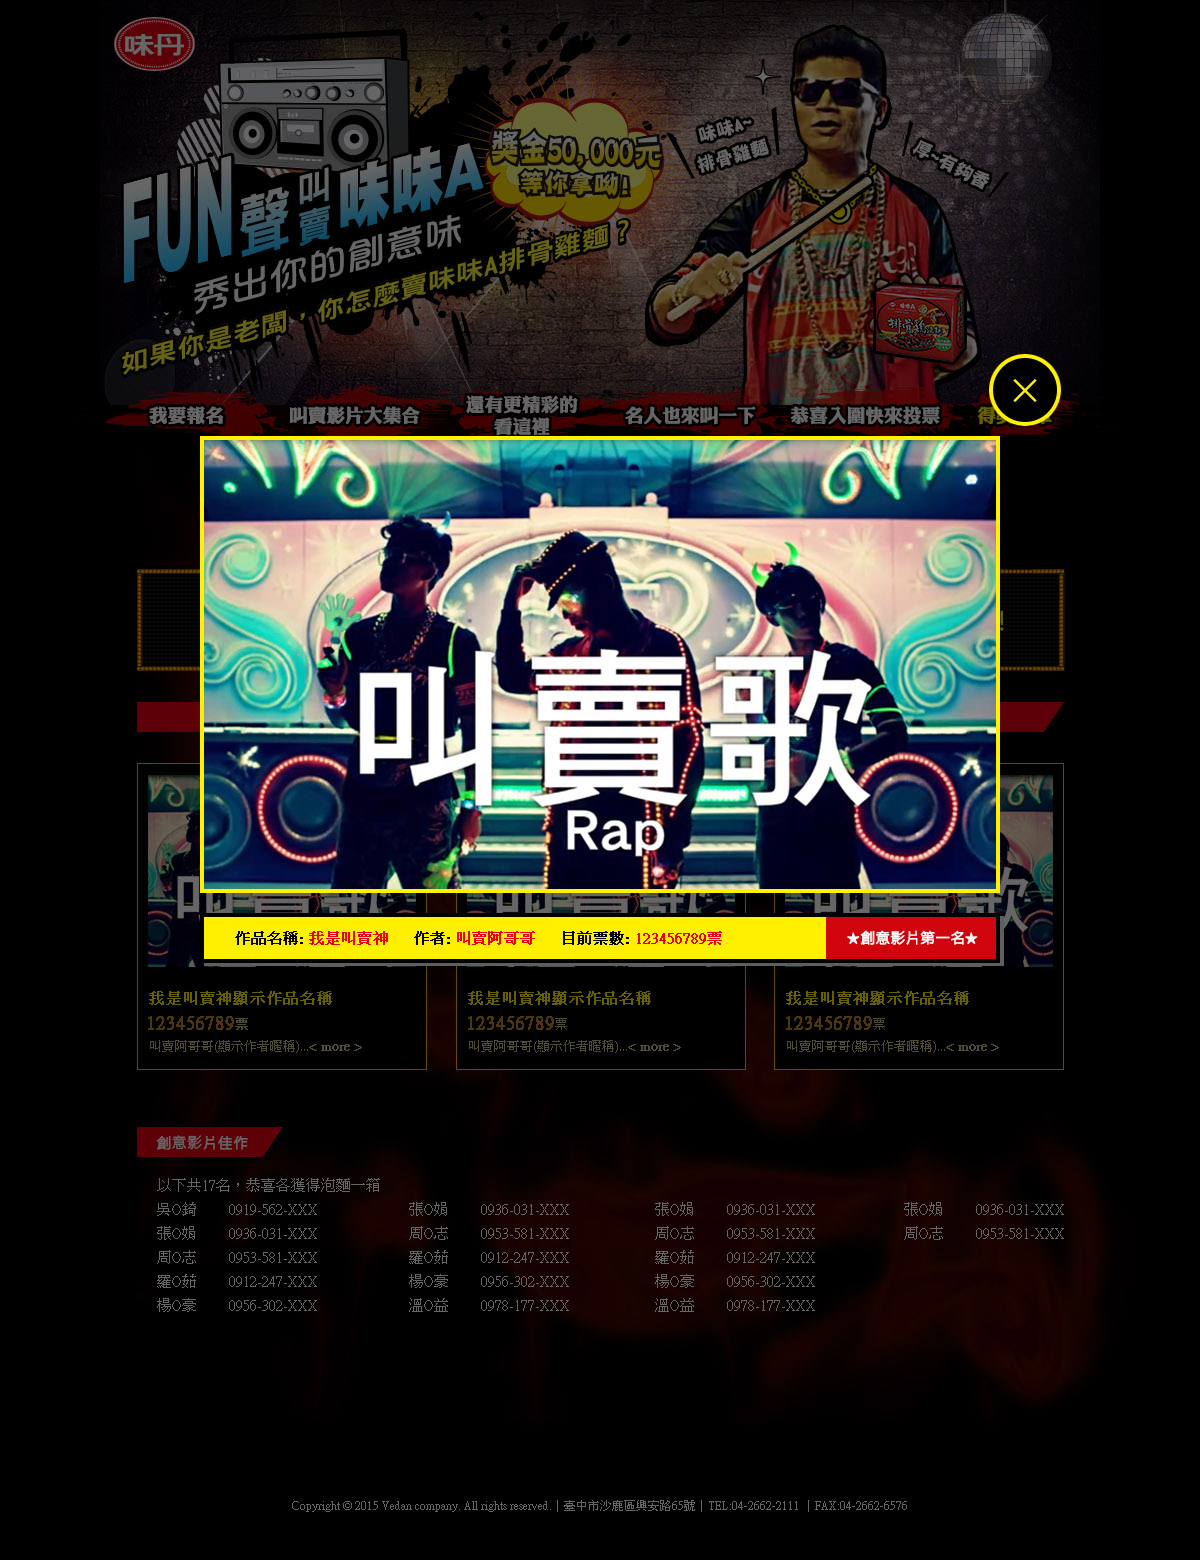 味丹
獎金50,000元
等你拿呦!
味味A~
排骨雞麵
厚~有夠香
FUN聲叫賣味味A
秀出你的創意味
如果你是老闆，你怎麼賣味味A排骨雞麵？
味味A
排骨雞麵
我要報名
叫賣影片大集合
還有更精彩的
看這裡
名人也來叫一下
恭喜入圍快來投票
!
叫賣歌
Rap
作品名稱: 我是叫賣神 作者: 叫賣阿哥哥 目前票數: 123456789票 ★創意影片第一名★
我是叫賣神顯示作品名稱 我是叫賣神顯示作品名稱 我是叫賣神顯示作品名稱
123456789票 123456789票 123456789票
叫賣阿哥哥(顯示作者暱稱)...< more > 叫賣阿哥哥(顯示作者暱稱)...< more > 叫賣阿哥哥(顯示作者暱稱)...< more >
創意影片佳作
以下共17名，恭喜各獲得泡麵一箱
吳O錡 0919-562-XXX 張O娟 0936-031-XXX 張O娟 0936-031-XXX 張O娟 0936-031-XXX
張O娟 0936-031-XXX 周O志 0953-581-XXX 周O志 0953-581-XXX 周O志 0953-581-XXX
周O志 0953-581-XXX 羅O茹 0912-247-XXX 羅O茹 0912-247-XXX
羅O茹 0912-247-XXX 楊O豪 0956-302-XXX 楊O豪 0956-302-XXX
楊O豪 0956-302-XXX 溫O益 0978-177-XXX 溫O益 0978-177-XXX
Copyright © 2015 Vedan company. All rights reserved.｜臺中市沙鹿區興安路65號｜TEL:04-2662-2111 ｜FAX:04-2662-6576